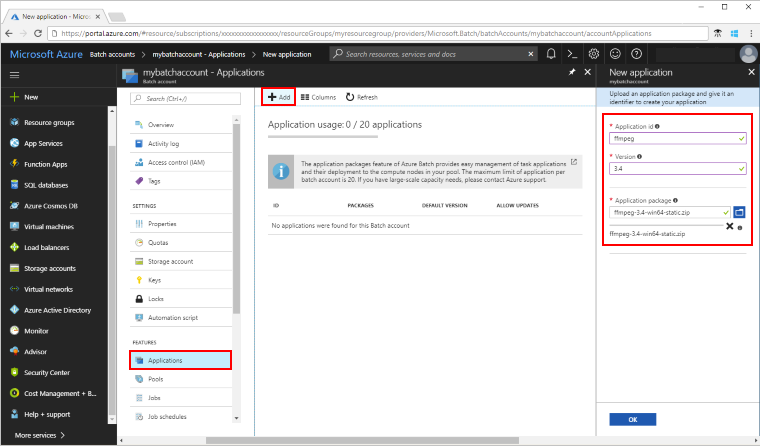 New application - Micros
https://portal.azure.com/#resource/subscriptions/xxxxxxxxxxxxxxxxx/resourceGroups/myresourcegroup/providers/Microsoft.Batch/batchAccounts/mybatchaccount/accountApplications
Microsoft Azure
Batch accounts > mybatchaccount - Applications > New application
Search resources, services and docs
New
Resource groups
App Services
Function Apps
SQL databases
Azure Cosmos DB
Virtual machines
Load balancers
Storage accounts
Virtual networks
Azure Active Directory
Monitor
Advisor
Security Center
Cost Management + B...
Help + support
More services >
mybatchaccount - Applications
Batch account
Search (Ctrl+/)
Overview
Activity log
Access control (IAM)
Tags
SETTINGS
Properties
Quotas
Storage account
Keys
Locks
Automation script
FEATURES
Applications
Pools
Jobs
Job schedules
Add
Columns
Refresh
Application usage: 0 / 20 applications
The application packages feature of Azure Batch provides easy management of task applications
and their deployment to the compute nodes in your pool. The maximum limit of application per
batch account is 20. If you have large-scale capacity needs, please contact Azure support.
ID PACKAGES DEFAULT VERSION ALLOW UPDATES
No applications were found for this Batch account
New application
mybatchaccount
Upload an application package and give it an
identifier to create your application
* Application id
ffmpeg
* Version
3.4
* Application package
ffmpeg-3.4-win64-static.zip
ffmpeg-3.4-win64-static.zip
OK